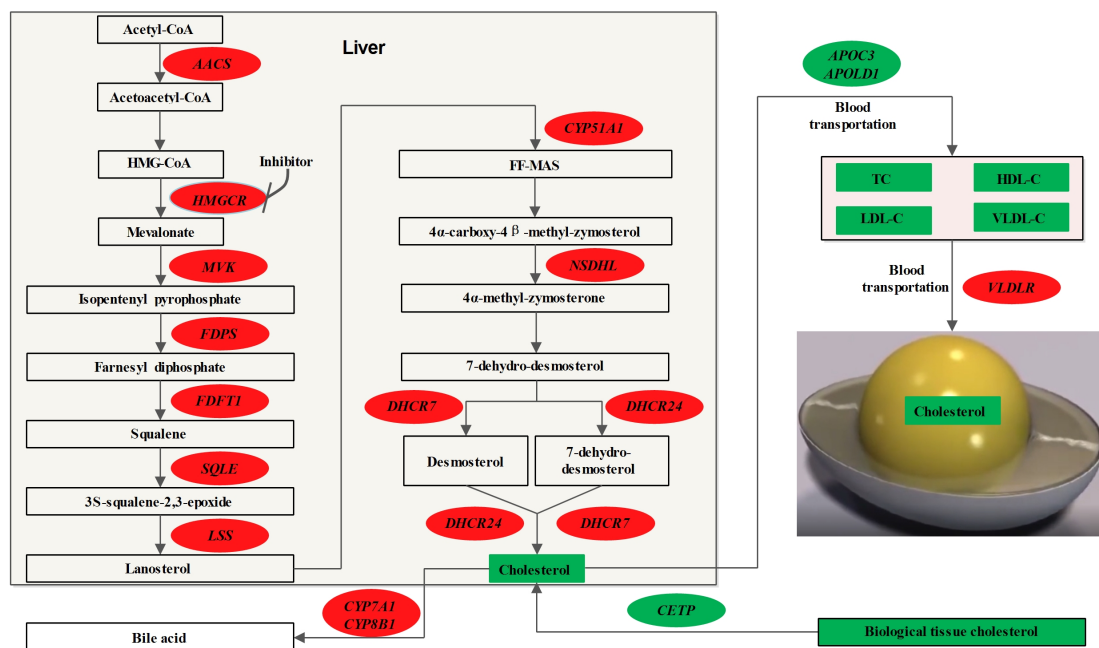 Liver
Acetyl-CoA
AACS
Acetoacetyl-CoA
HMG-CoA
Inhibitor
HMGCR
Mevalonate
MVK
Isopentenyl pyrophosphate
FDPS
Farnesyl diphosphate
FDFT1
Squalene
SQLE
3S-squalene-2,3-epoxide
LSS
Lanosterol
CYP51A1
FF-MAS
4α-carboxy-4β-methyl-zymosterol
NSDHL
4α-methyl-zymosterone
7-dehydro-desmosterol
DHCR7
DHCR24
Desmosterol
7-dehydro-
desmosterol
DHCR24
DHCR7
Cholesterol
CYP7A1
CYP8B1
Bile acid
CETP
Biological tissue cholesterol
APOC3
APOLD1
Blood
transportation
TC
HDL-C
LDL-C
VLDL-C
Blood
transportation
VLDLR
Cholesterol